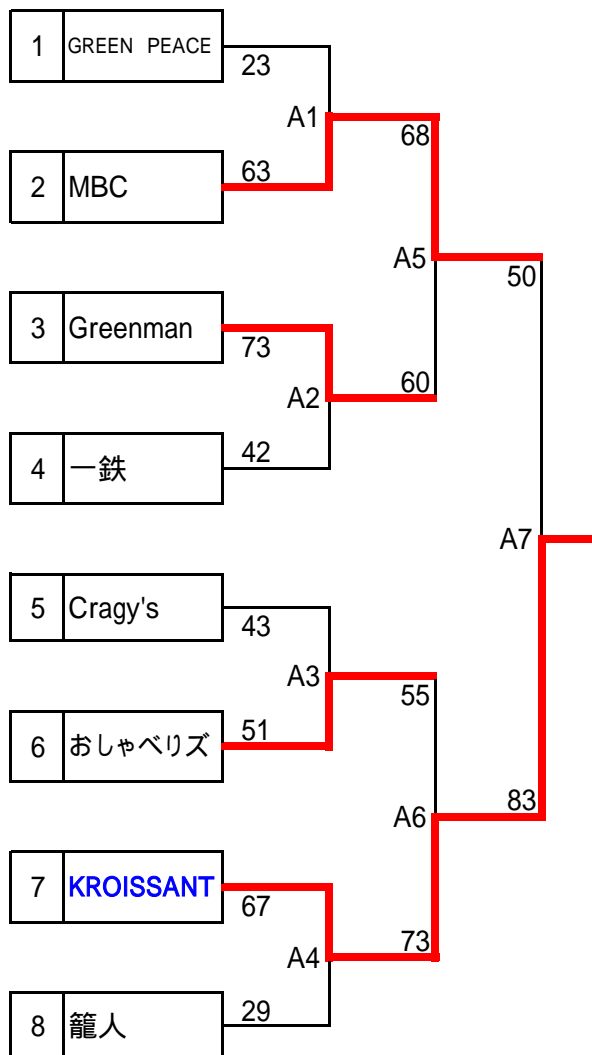 1 GREEN PEACE
23
A1
68
2 MBC
63
A5
50
3 Greenman
73
A2
60
4 一鉄
42
A7
5 Cragy's
43
A3
55
6 おしゃべりズ
51
A6
83
7 KROISSANT
67
A4
73
8 籠人
29